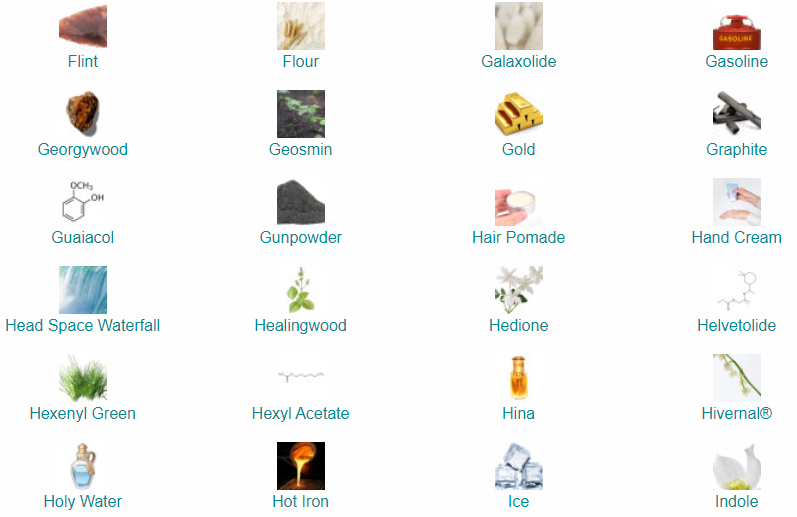 GASOLINE
Flint
Flour
Galaxolide
Gasoline
Georgywood
Geosmin
Gold
Graphite
OCH3
OH
Guaiacol
Gunpowder
Hair Pomade
Hand Cream
Head Space Waterfall
Healingwood
Hedione
Helvetolide
Hexenyl Green
Hexyl Acetate
Hina
Hivernal®
Holy Water
Hot Iron
Ice
Indole